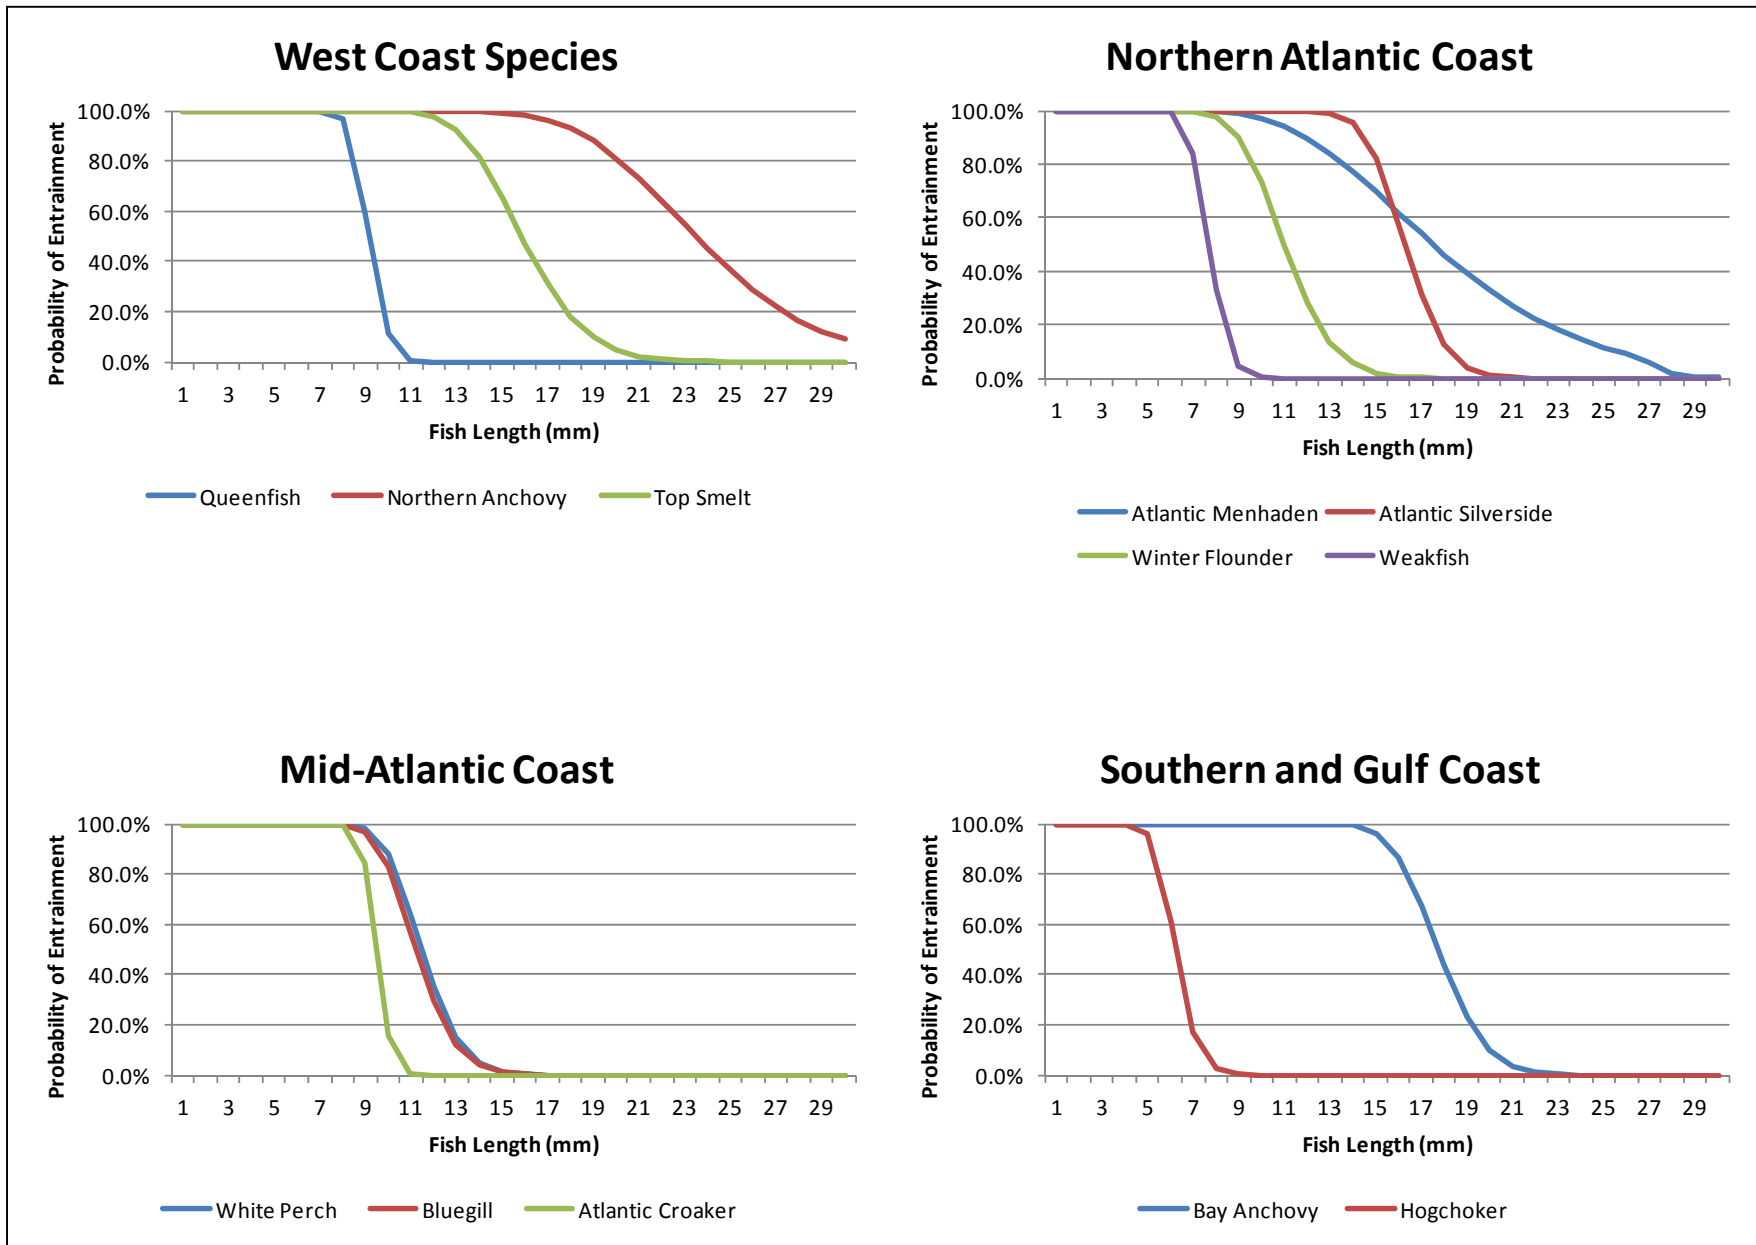 West Coast Species
100.0%
80.0%
60.0%
40.0%
20.0%
0.0%
Probability of Entrainment
1 3 5 7 9 11 13 15 17 19 21 23 25 27 29
Fish Length (mm)
Queenfish Northern Anchovy Top Smelt
Northern Atlantic Coast
100.0%
80.0%
60.0%
40.0%
20.0%
0.0%
Probability of Entrainment
1 3 5 7 9 11 13 15 17 19 21 23 25 27 29
Fish Length (mm)
Atlantic Menhaden Atlantic Silverside
Winter Flounder Weakfish
Mid-Atlantic Coast
100.0%
80.0%
60.0%
40.0%
20.0%
0.0%
Probability of Entrainment
1 3 5 7 9 11 13 15 17 19 21 23 25 27 29
Fish Length (mm)
White Perch Bluegill Atlantic Croaker
Southern and Gulf Coast
100.0%
80.0%
60.0%
40.0%
20.0%
0.0%
Probability of Entrainment
1 3 5 7 9 11 13 15 17 19 21 23 25 27 29
Fish Length (mm)
Bay Anchovy Hogchoker